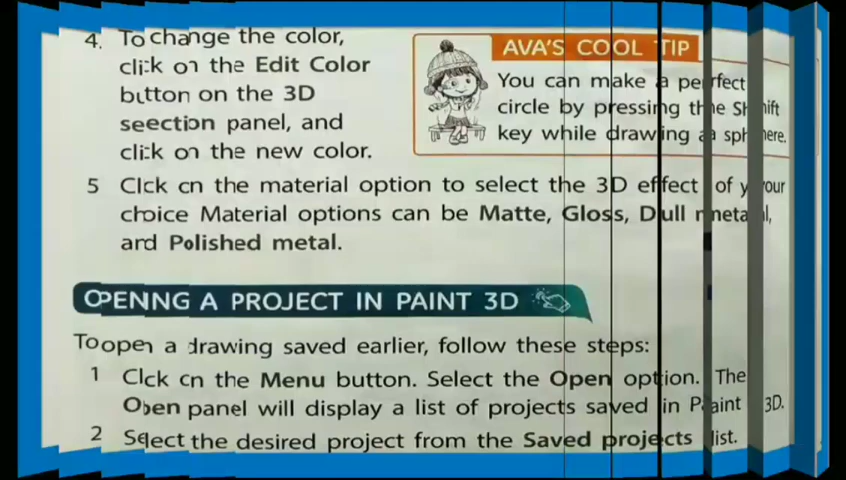 4. To change the color,
click on the Edit Color
button on the 3D
seection panel, and
click on the new color.
AVA'S COOL TIP
You can make a perfect
circle by pressing the Shift
key while drawing a sphere.
5 Click on the material option to select the 3D effect of your
choice Material options can be Matte, Gloss, Dull metal,
and Polished metal.
OPENNG A PROJECT IN PAINT 3D
To open a drawing saved earlier, follow these steps:
1 Click on the Menu button. Select the Open option. The
Open panel will display a list of projects saved in Paint 3D.
2 Select the desired project from the Saved projects list.